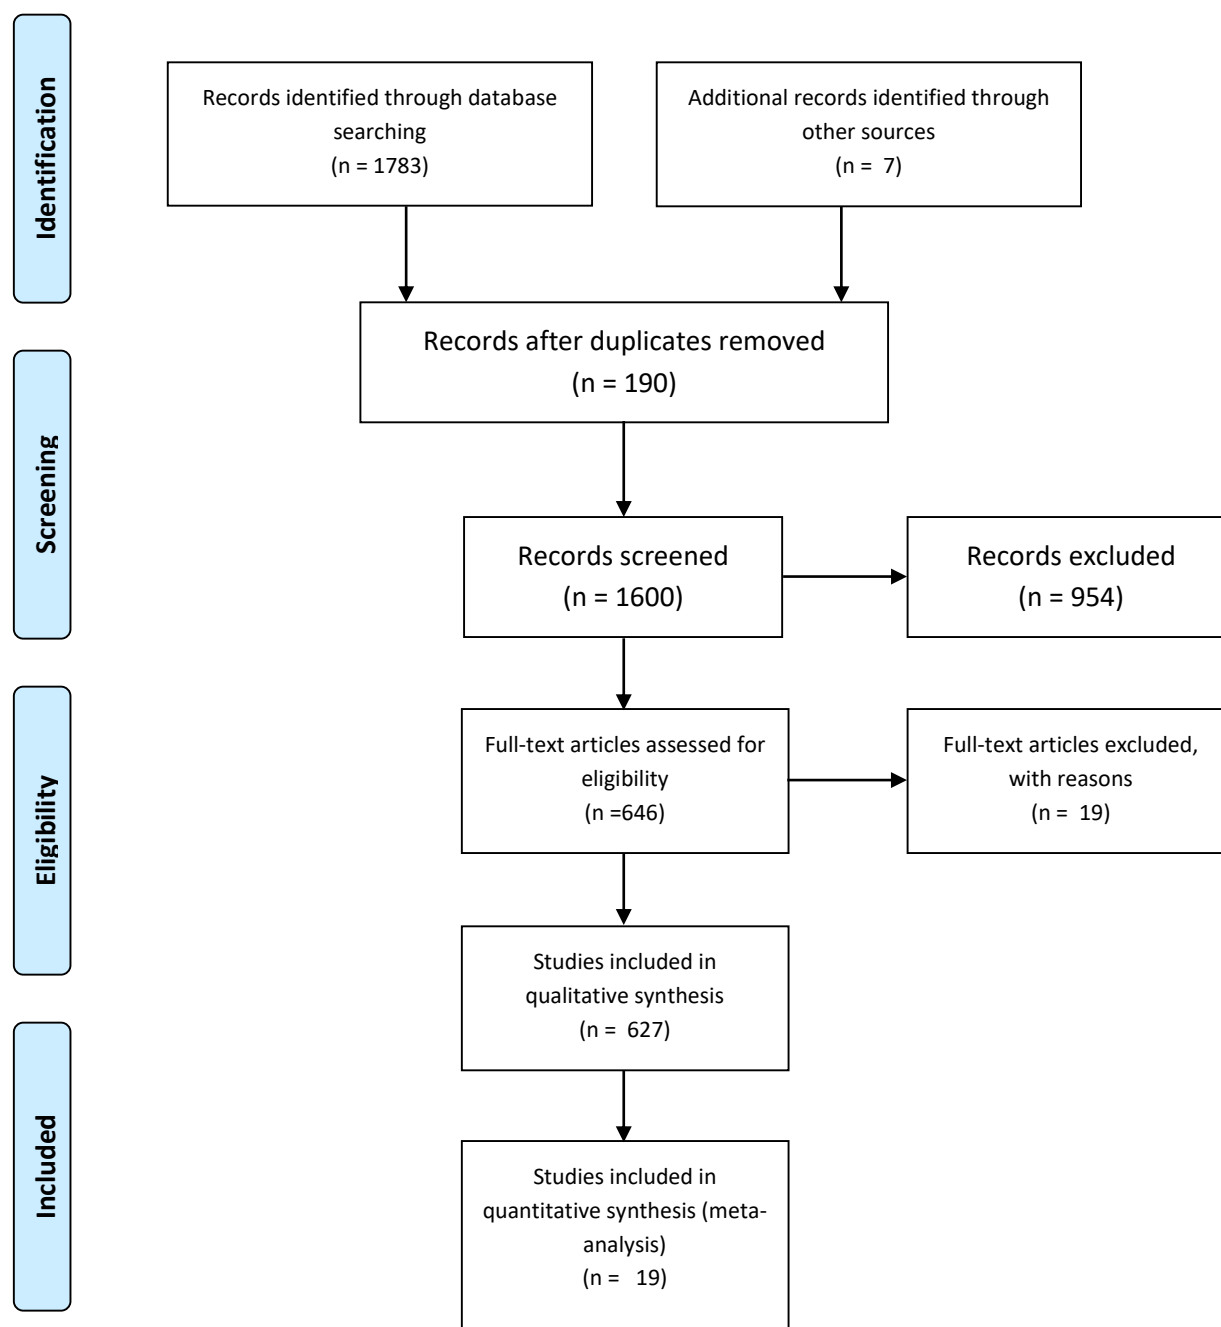 Identification
Records identified through database
searching
(n = 1783)
Additional records identified through
other sources
(n = 7)
Records after duplicates removed
(n = 190)
Screening
Records screened
(n = 1600)
Records excluded
(n = 954)
Eligibility
Full-text articles assessed for
eligibility
(n =646)
Full-text articles excluded,
with reasons
(n = 19)
Studies included in
qualitative synthesis
(n = 627)
Included
Studies included in
quantitative synthesis (meta-
analysis)
(n = 19)